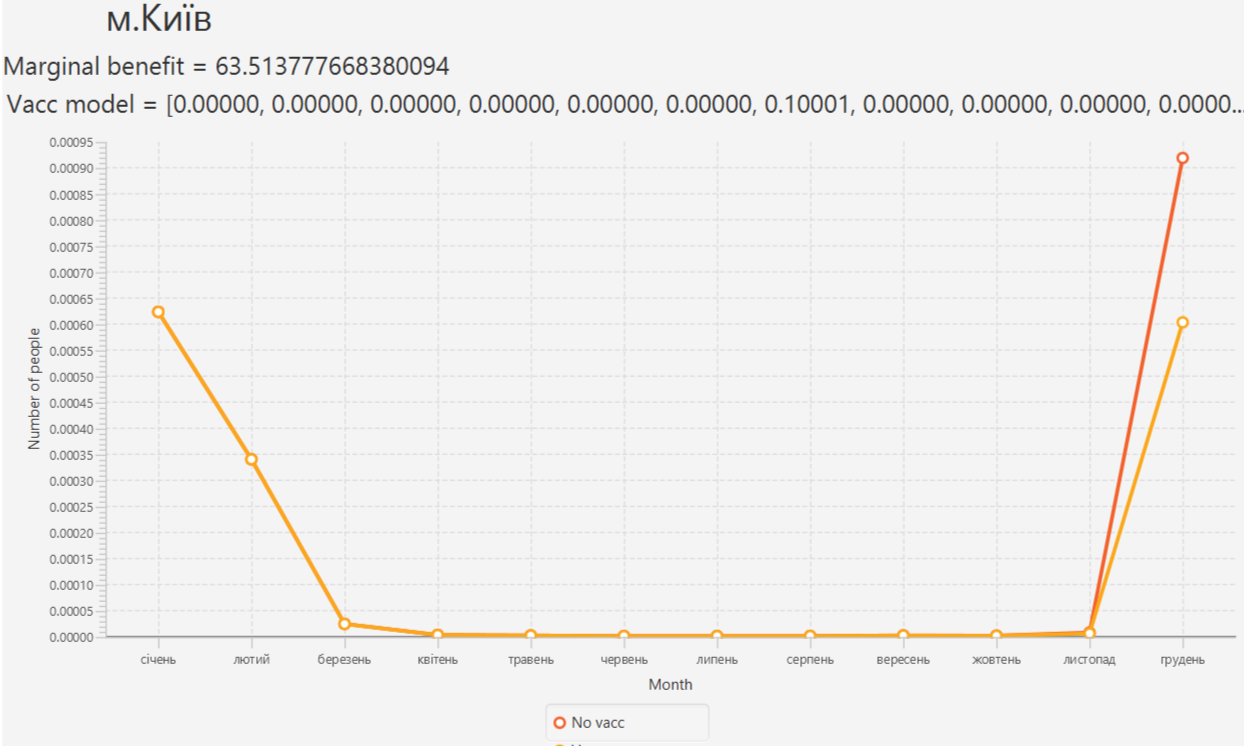 м.Київ
Marginal benefit = 63.513777668380094
Vacc model = [0.00000, 0.00000, 0.00000, 0.00000, 0.00000, 0.00000, 0.10001, 0.00000, 0.00000, 0.00000, 0.0000...
0.00095
0.00090
0.00085
0.00080
0.00075
0.00070
0.00065
0.00060
0.00055
0.00050
0.00045
0.00040
0.00035
0.00030
0.00025
0.00020
0.00015
0.00010
0.00005
0.00000
Number of people
січень лютий березень квітень травень червень липень серпень вересень жовтень листопад грудень
Month
No vacc